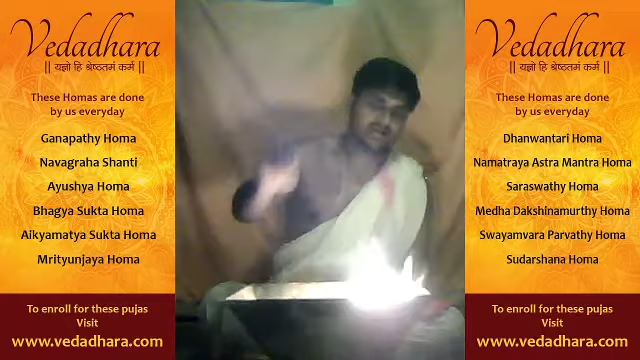 Vedadhara
|| यज्ञो हि श्रेष्ठतमं कर्म ||
These Homas are done
by us everyday
Ganapathy Homa
Navagraha Shanti
Ayushya Homa
Bhagya Sukta Homa
Aikyamatya Sukta Homa
Mrityunjaya Homa
To enroll for these pujas
Visit
www.vedadhara.com
Vedadhara
|| यज्ञो हि श्रेष्ठतमं कर्म ||
These Homas are done
by us everyday
Dhanwantari Homa
Namatraya Astra Mantra Homa
Saraswathy Homa
Medha Dakshinamurthy Homa
Swayamvara Parvathy Homa
Sudarshana Homa
To enroll for these pujas
Visit
www.vedadhara.com